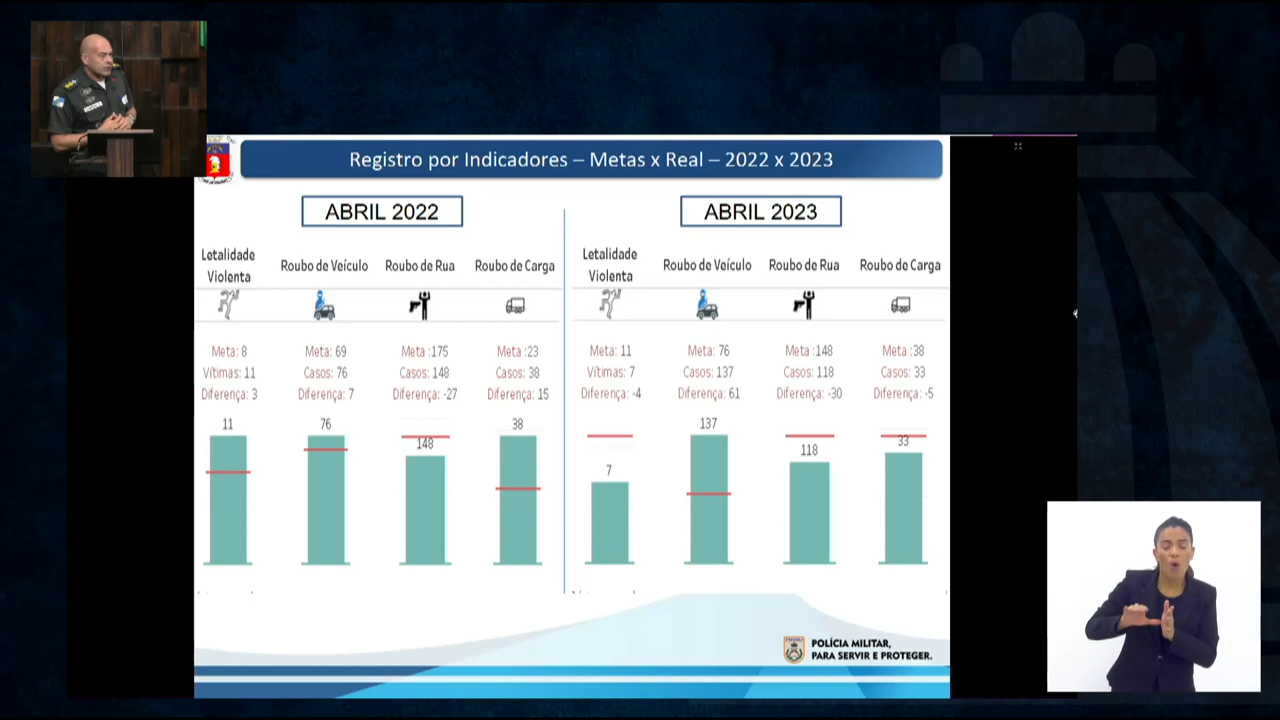 Registro por Indicadores – Metas x Real – 2022 x 2023
ABRIL 2022
Letalidade
Violenta
Roubo de Veículo
Roubo de Rua
Roubo de Carga
Meta: 8
Meta: 69
Meta :175
Meta :23
Vítimas: 11
Casos: 76
Casos: 148
Casos: 38
Diferença: 3
Diferença: 7
Diferença: -27
Diferença: 15
11
76
148
38
ABRIL 2023
Letalidade
Violenta
Roubo de Veículo
Roubo de Rua
Roubo de Carga
Meta: 11
Meta: 76
Meta :148
Meta :38
Vítimas: 7
Casos: 137
Casos: 118
Casos: 33
Diferença: -4
Diferença: 61
Diferença: -30
Diferença: -5
7
137
118
33
POLÍCIA MILITAR,
PARA SERVIR E PROTEGER.